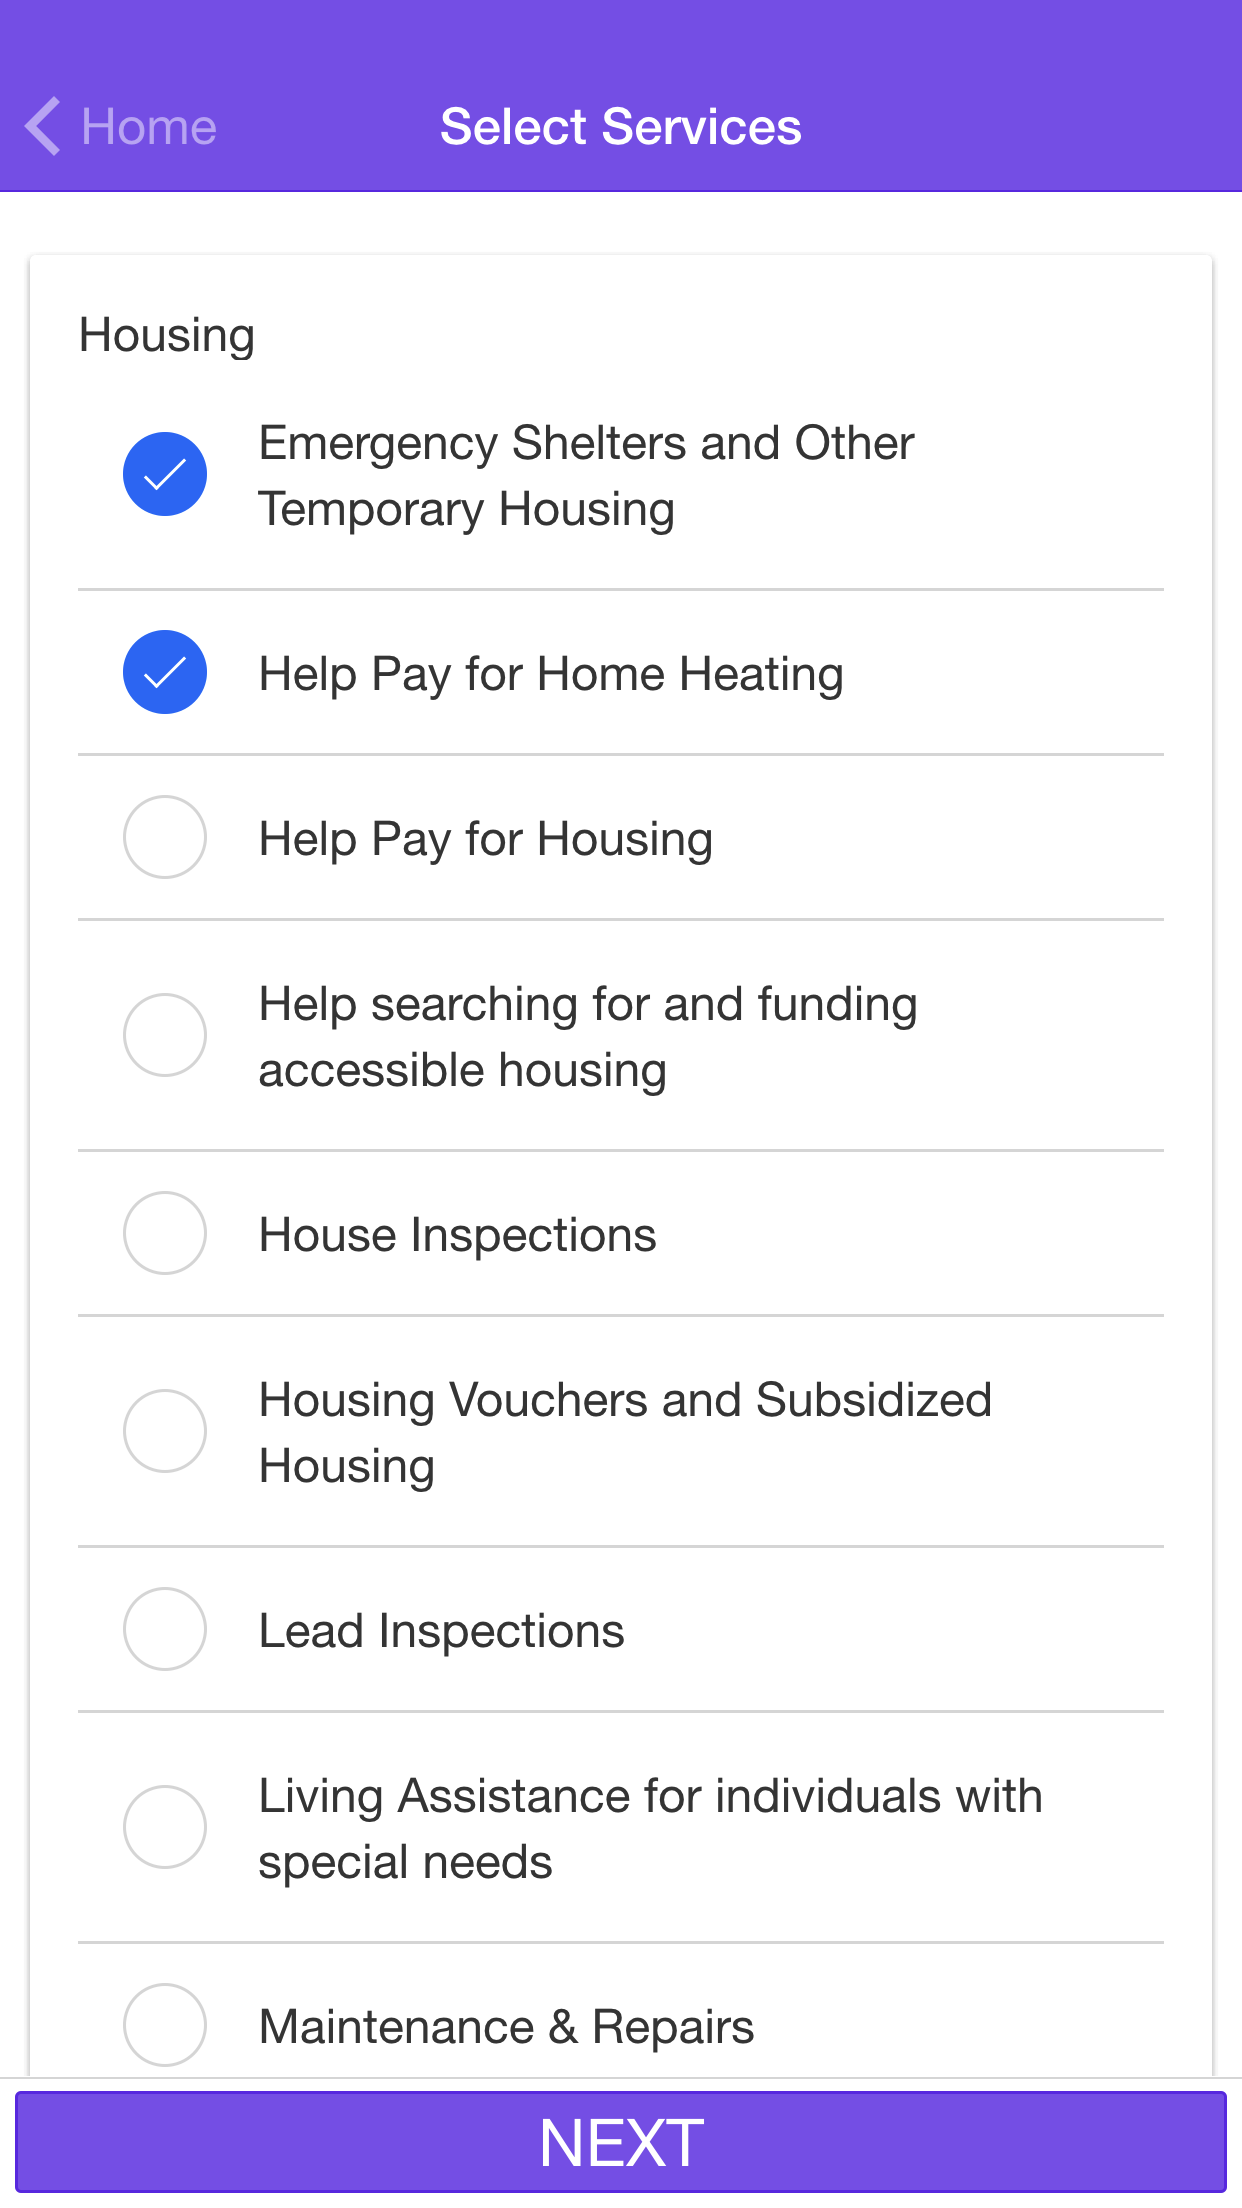 Home
Select Services
Housing
Emergency Shelters and Other
Temporary Housing
Help Pay for Home Heating
Help Pay for Housing
Help searching for and funding
accessible housing
House Inspections
Housing Vouchers and Subsidized
Housing
Lead Inspections
Living Assistance for individuals with
special needs
Maintenance & Repairs
NEXT